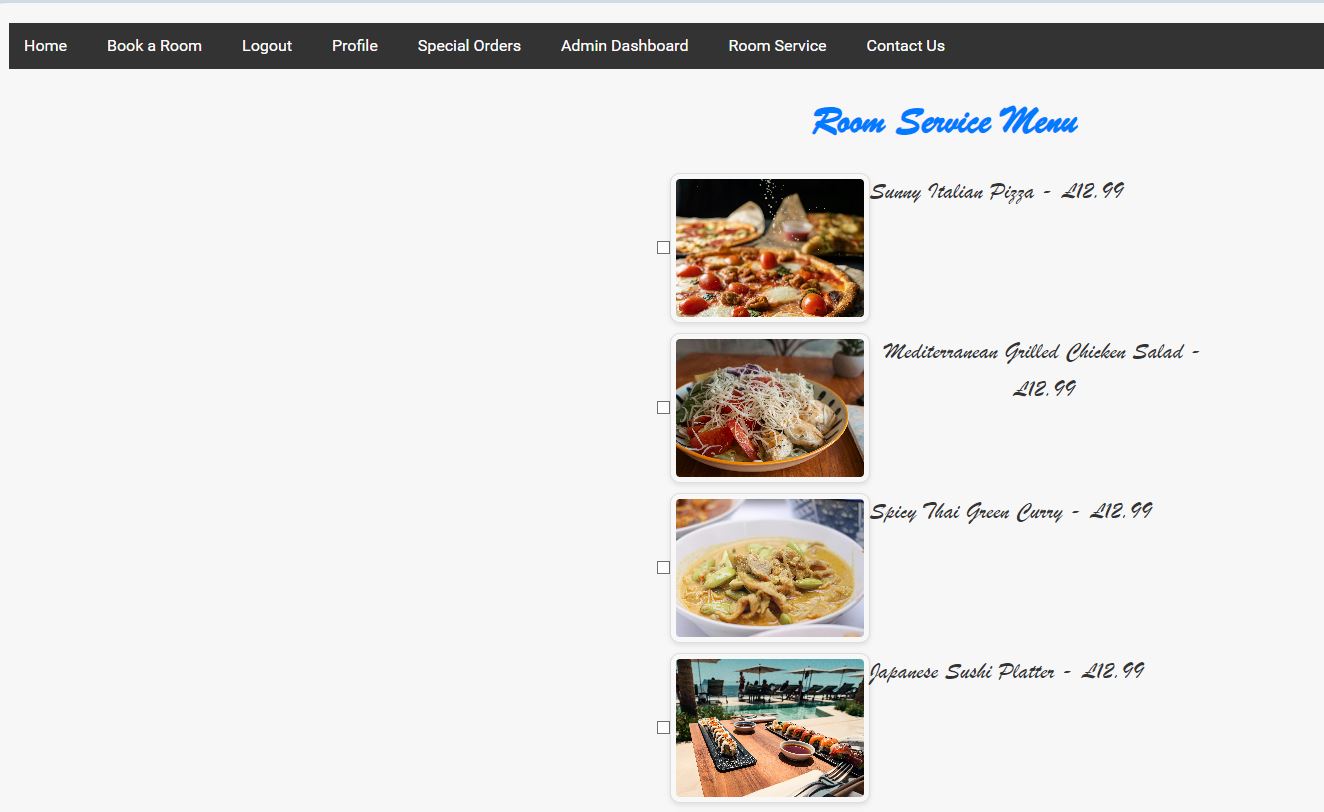 Home Book a Room Logout Profile Special Orders Admin Dashboard Room Service Contact Us
Room Service Menu
Sunny Italian Pizza - £12.99
Mediterranean Grilled Chicken Salad -
£12.99
Spicy Thai Green Curry - £12.99
Japanese Sushi Platter - £12.99